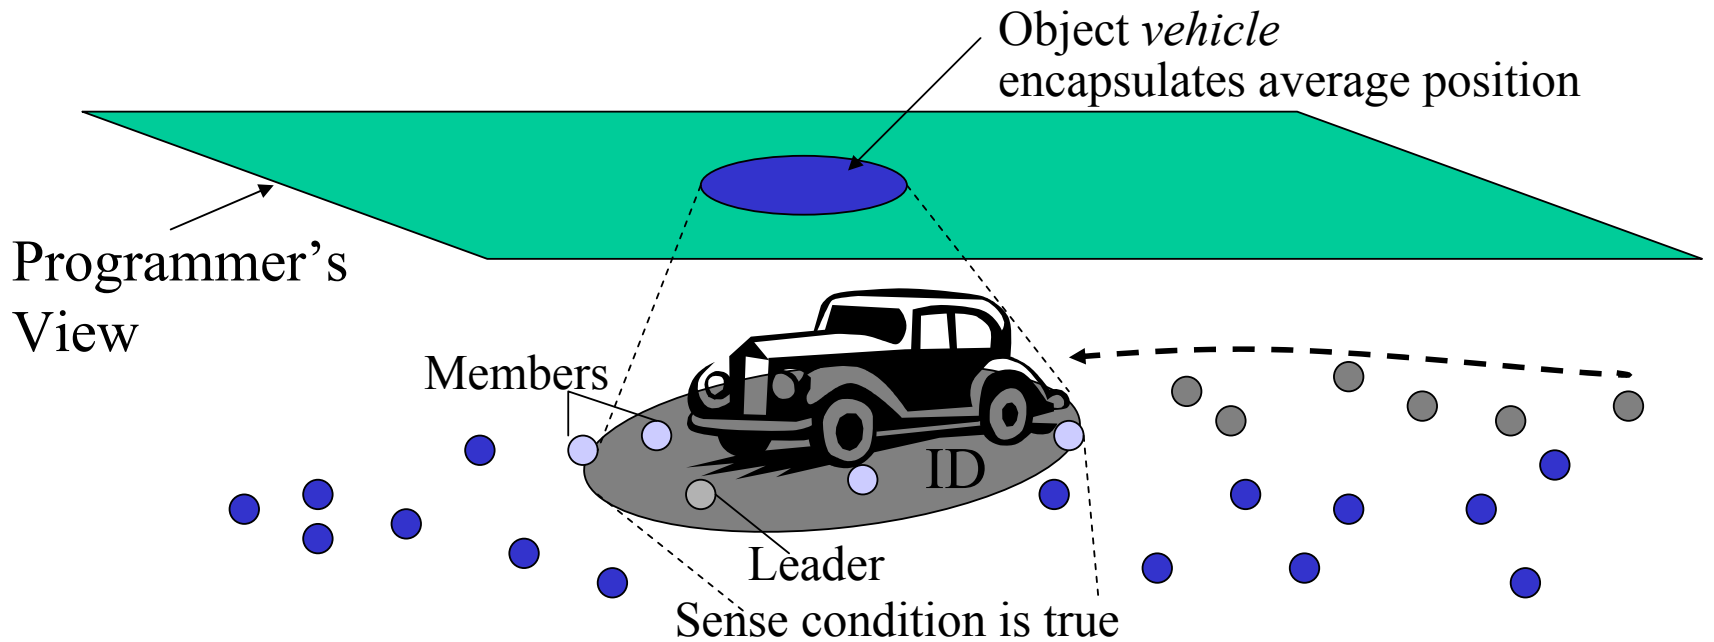 Object vehicle
encapsulates average position
Programmer’s
View
Members
ID
Leader
Sense condition is true